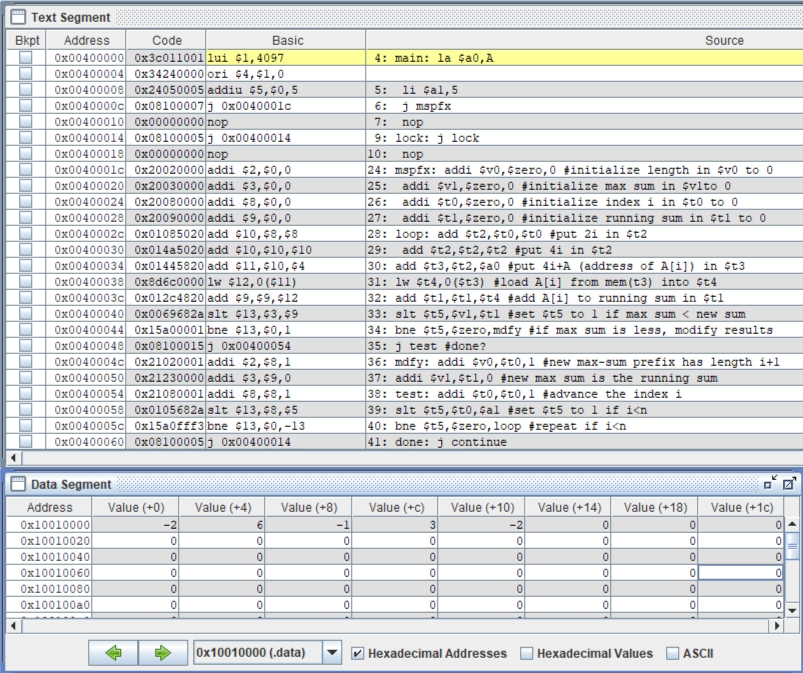 Text Segment
Bkpt Address Code Basic Source
0x00400000 0x3c011001 lui $1,4097 4: main: la $a0,A
0x00400004 0x34240000 ori $4,$1,0
0x00400008 0x24050005 addiu $5,$0,5 5: li $a1,5
0x0040000c 0x08100007 j 0x0040001c 6: j mspfx
0x00400010 0x00000000 nop 7: nop
0x00400014 0x08100005 j 0x00400014 9: lock: j lock
0x00400018 0x00000000 nop 10: nop
0x0040001c 0x20020000 addi $2,$0,0 24: mspfx: addi $v0,$zero,0 #initialize length in $v0 to 0
0x00400020 0x20030000 addi $3,$0,0 25: addi $v1,$zero,0 #initialize max sum in $v1to 0
0x00400024 0x20080000 addi $8,$0,0 26: addi $t0,$zero,0 #initialize index i in $t0 to 0
0x00400028 0x20090000 addi $9,$0,0 27: addi $t1,$zero,0 #initialize running sum in $t1 to 0
0x0040002c 0x01085020 add $10,$8,$8 28: loop: add $t2,$t0,$t0 #put 2i in $t2
0x00400030 0x014a5020 add $10,$10,$10 29: add $t2,$t2,$t2 #put 4i in $t2
0x00400034 0x01445820 add $11,$10,$4 30: add $t3,$t2,$a0 #put 4i+A (address of A[i]) in $t3
0x00400038 0x8d6c0000 lw $12,0($11) 31: lw $t4,0($t3) #load A[i] from mem(t3) into $t4
0x0040003c 0x012c4820 add $9,$9,$12 32: add $t1,$t1,$t4 #add A[i] to running sum in $t1
0x00400040 0x0069682a slt $13,$3,$9 33: slt $t5,$v1,$t1 #set $t5 to 1 if max sum < new sum
0x00400044 0x15a00001 bne $13,$0,1 34: bne $t5,$zero,mdfy #if max sum is less, modify results
0x00400048 0x08100015 j 0x00400054 35: j test #done?
0x0040004c 0x21020001 addi $2,$8,1 36: mdfy: addi $v0,$t0,1 #new max-sum prefix has length i+1
0x00400050 0x21230000 addi $3,$9,0 37: addi $v1,$t1,0 #new max sum is the running sum
0x00400054 0x21080001 addi $8,$8,1 38: test: addi $t0,$t0,1 #advance the index i
0x00400058 0x0105682a slt $13,$8,$5 39: slt $t5,$t0,$a1 #set $t5 to 1 if i<n
0x0040005c 0x15a0fff3 bne $13,$0,-13 40: bne $t5,$zero,loop #repeat if i<n
0x00400060 0x08100005 j 0x00400014 41: done: j continue
Data Segment
Address Value (+0) Value (+4) Value (+8) Value (+c) Value (+10) Value (+14) Value (+18) Value (+1c)
0x10010000 -2 6 -1 3 -2 0 0 0
0x10010020 0 0 0 0 0 0 0 0
0x10010040 0 0 0 0 0 0 0 0
0x10010060 0 0 0 0 0 0 0 0
0x10010080 0 0 0 0 0 0 0 0
0x100100a0 0 0 0 0 0 0 0 0
0x10010000 (.data) Hexadecimal Addresses Hexadecimal Values ASCII